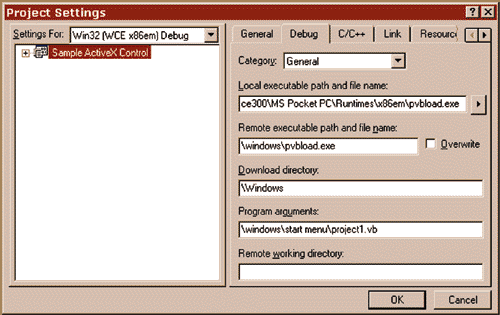 Project Settings
Settings For: Win32 (WCE x86em) Debug
Sample ActiveX Control
General Debug C/C++ Link Resourc
Category: General
Local executable path and file name:
ce300\MS Pocket PC\Runtimes\x86em\pvbload.exe
Remote executable path and file name:
\windows\pvbload.exe Overwrite
Download directory:
\Windows
Program arguments:
\windows\start menu\project1.vb
Remote working directory:
OK Cancel